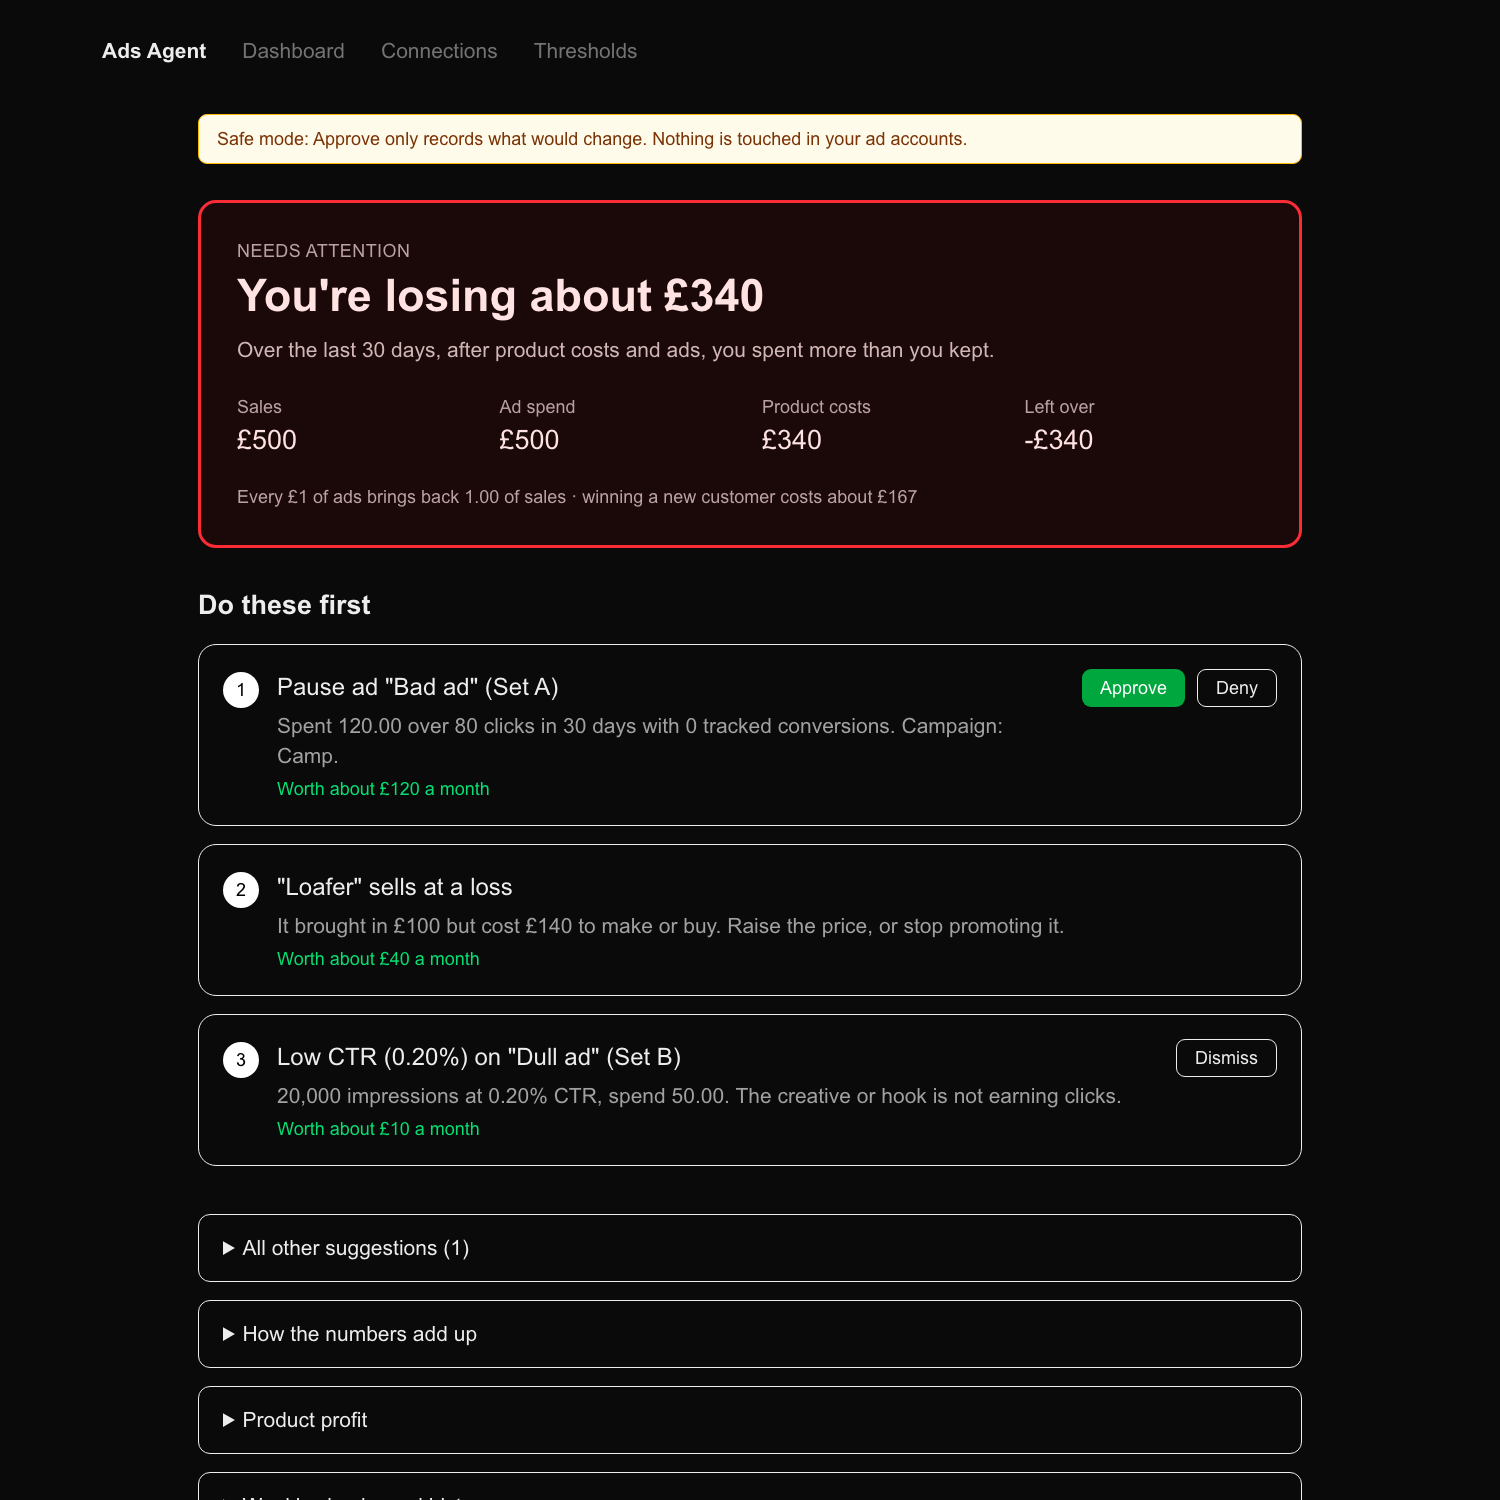 Ads Agent Dashboard Connections Thresholds
Safe mode: Approve only records what would change. Nothing is touched in your ad accounts.
NEEDS ATTENTION
You're losing about £340
Over the last 30 days, after product costs and ads, you spent more than you kept.
Sales Ad spend Product costs Left over
£500 £500 £340 -£340
Every £1 of ads brings back 1.00 of sales · winning a new customer costs about £167
Do these first
1 Pause ad "Bad ad" (Set A) Approve Deny
Spent 120.00 over 80 clicks in 30 days with 0 tracked conversions. Campaign:
Camp.
Worth about £120 a month
2 "Loafer" sells at a loss
It brought in £100 but cost £140 to make or buy. Raise the price, or stop promoting it.
Worth about £40 a month
3 Low CTR (0.20%) on "Dull ad" (Set B) Dismiss
20,000 impressions at 0.20% CTR, spend 50.00. The creative or hook is not earning clicks.
Worth about £10 a month
All other suggestions (1)
How the numbers add up
Product profit